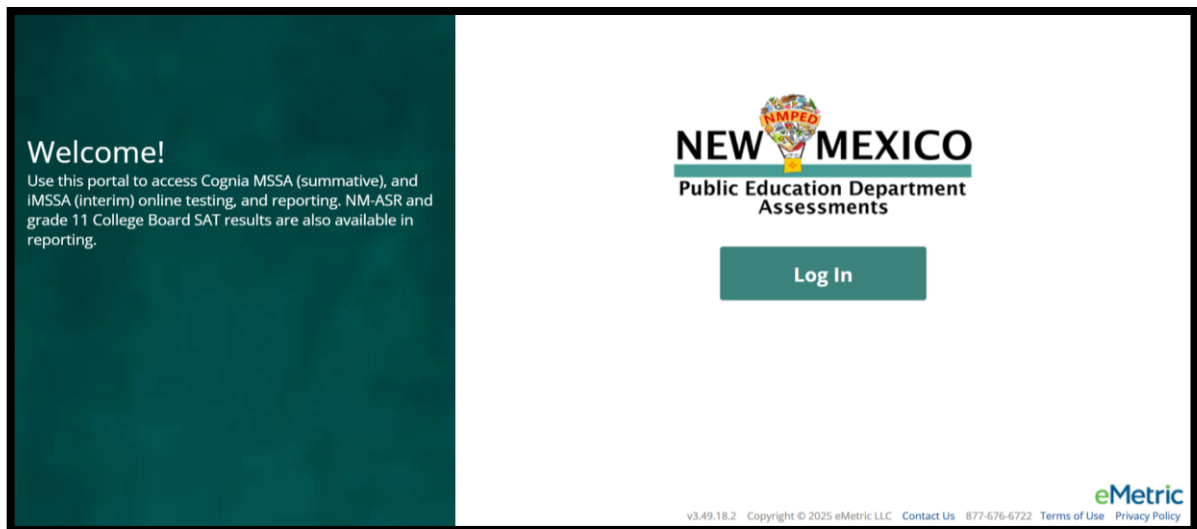 Welcome!
Use this portal to access Cognia MSSA (summative), and
iMSSA (interim) online testing, and reporting. NM-ASR and
grade 11 College Board SAT results are also available in
reporting.
NMPED
NEW MEXICO
Public Education Department
Assessments
Log In
eMetric
v3.49.18.2 Copyright © 2025 eMetric LLC Contact Us 877-676-6722 Terms of Use Privacy Policy